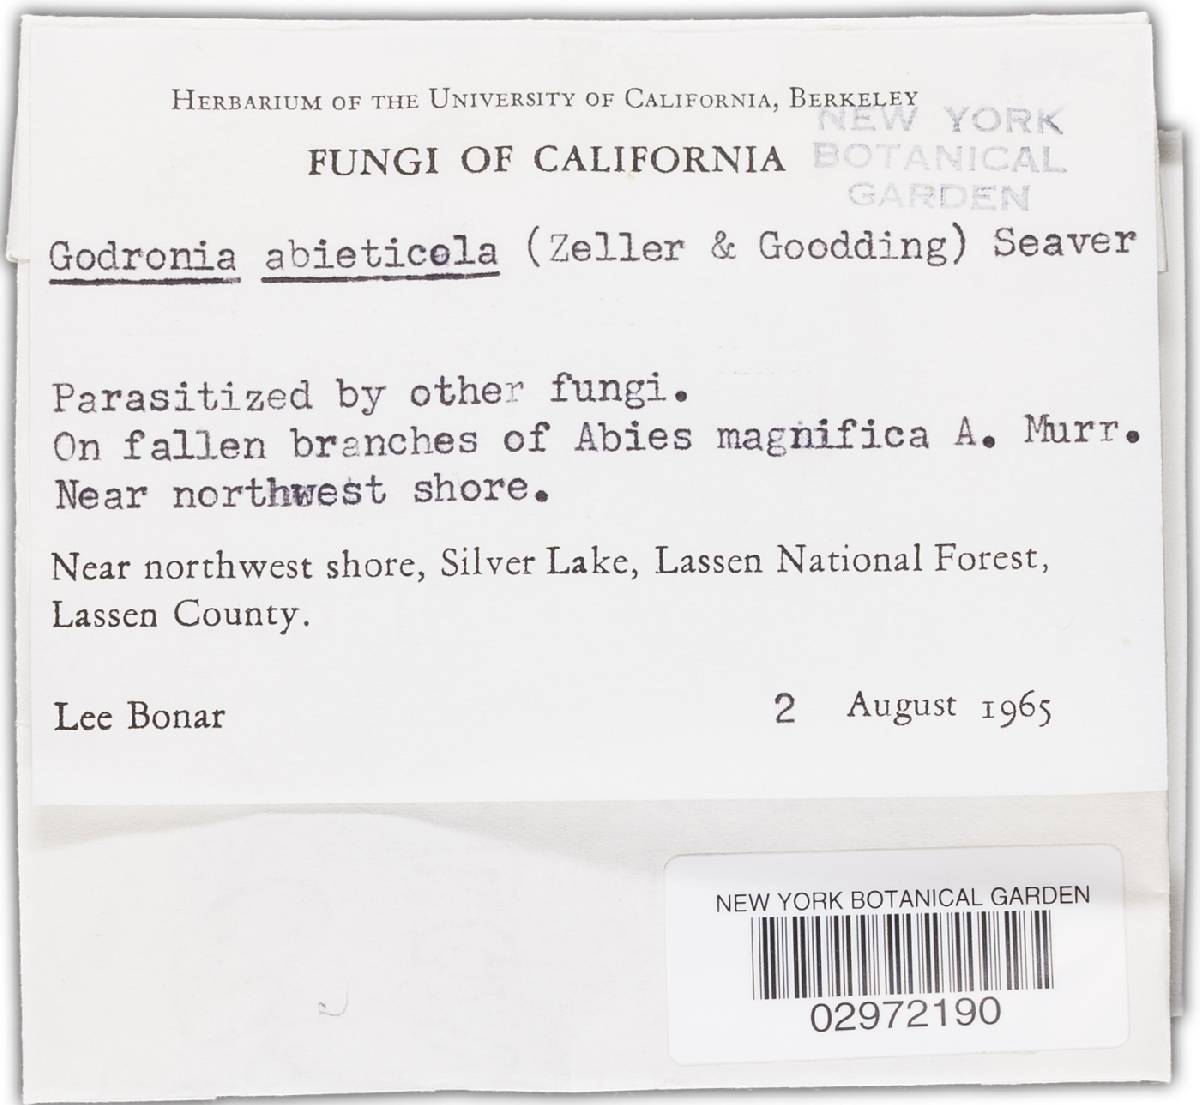 HERBARIUM OF THE UNIVERSITY OF CALIFORNIA, BERKELEY
FUNGI OF CALIFORNIA
NEW YORK
BOTANICAL
GARDEN
Godronia abieticola (Zeller & Goodding) Seaver
Parasitized by other fungi.
On fallen branches of Abies magnifica A. Murr.
Near northwest shore.
Near northwest shore, Silver Lake, Lassen National Forest,
Lassen County.
Lee Bonar 2 August 1965
NEW YORK BOTANICAL GARDEN
02972190